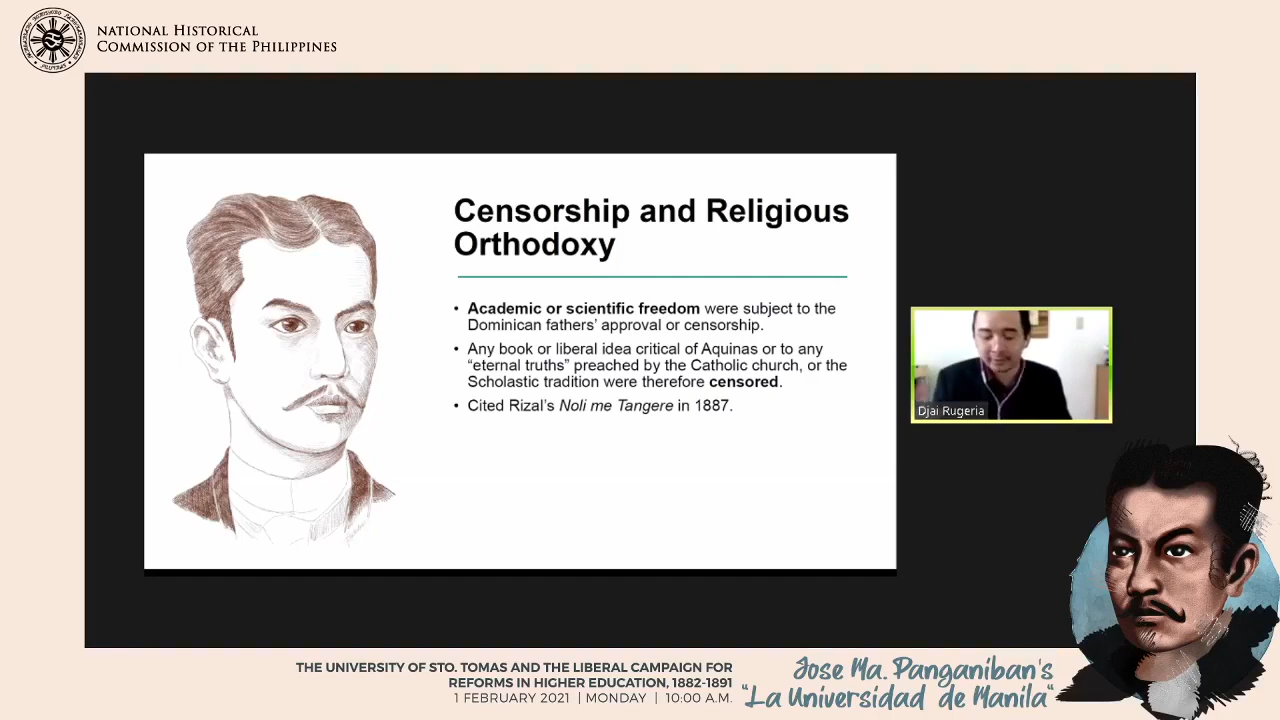 NATIONAL HISTORICAL
COMMISSION OF THE PHILIPPINES
Censorship and Religious
Orthodoxy
• Academic or scientific freedom were subject to the
Dominican fathers' approval or censorship.
• Any book or liberal idea critical of Aquinas or to any
“eternal truths” preached by the Catholic church, or the
Scholastic tradition were therefore censored.
• Cited Rizal's Noli me Tangere in 1887.
Djai Rugeria
THE UNIVERSITY OF STO. TOMAS AND THE LIBERAL CAMPAIGN FOR
REFORMS IN HIGHER EDUCATION, 1882-1891
1 FEBRUARY 2021 | MONDAY | 10:00 A.M.
Jose Ma. Panganiban's
"La Universidad de Manila"